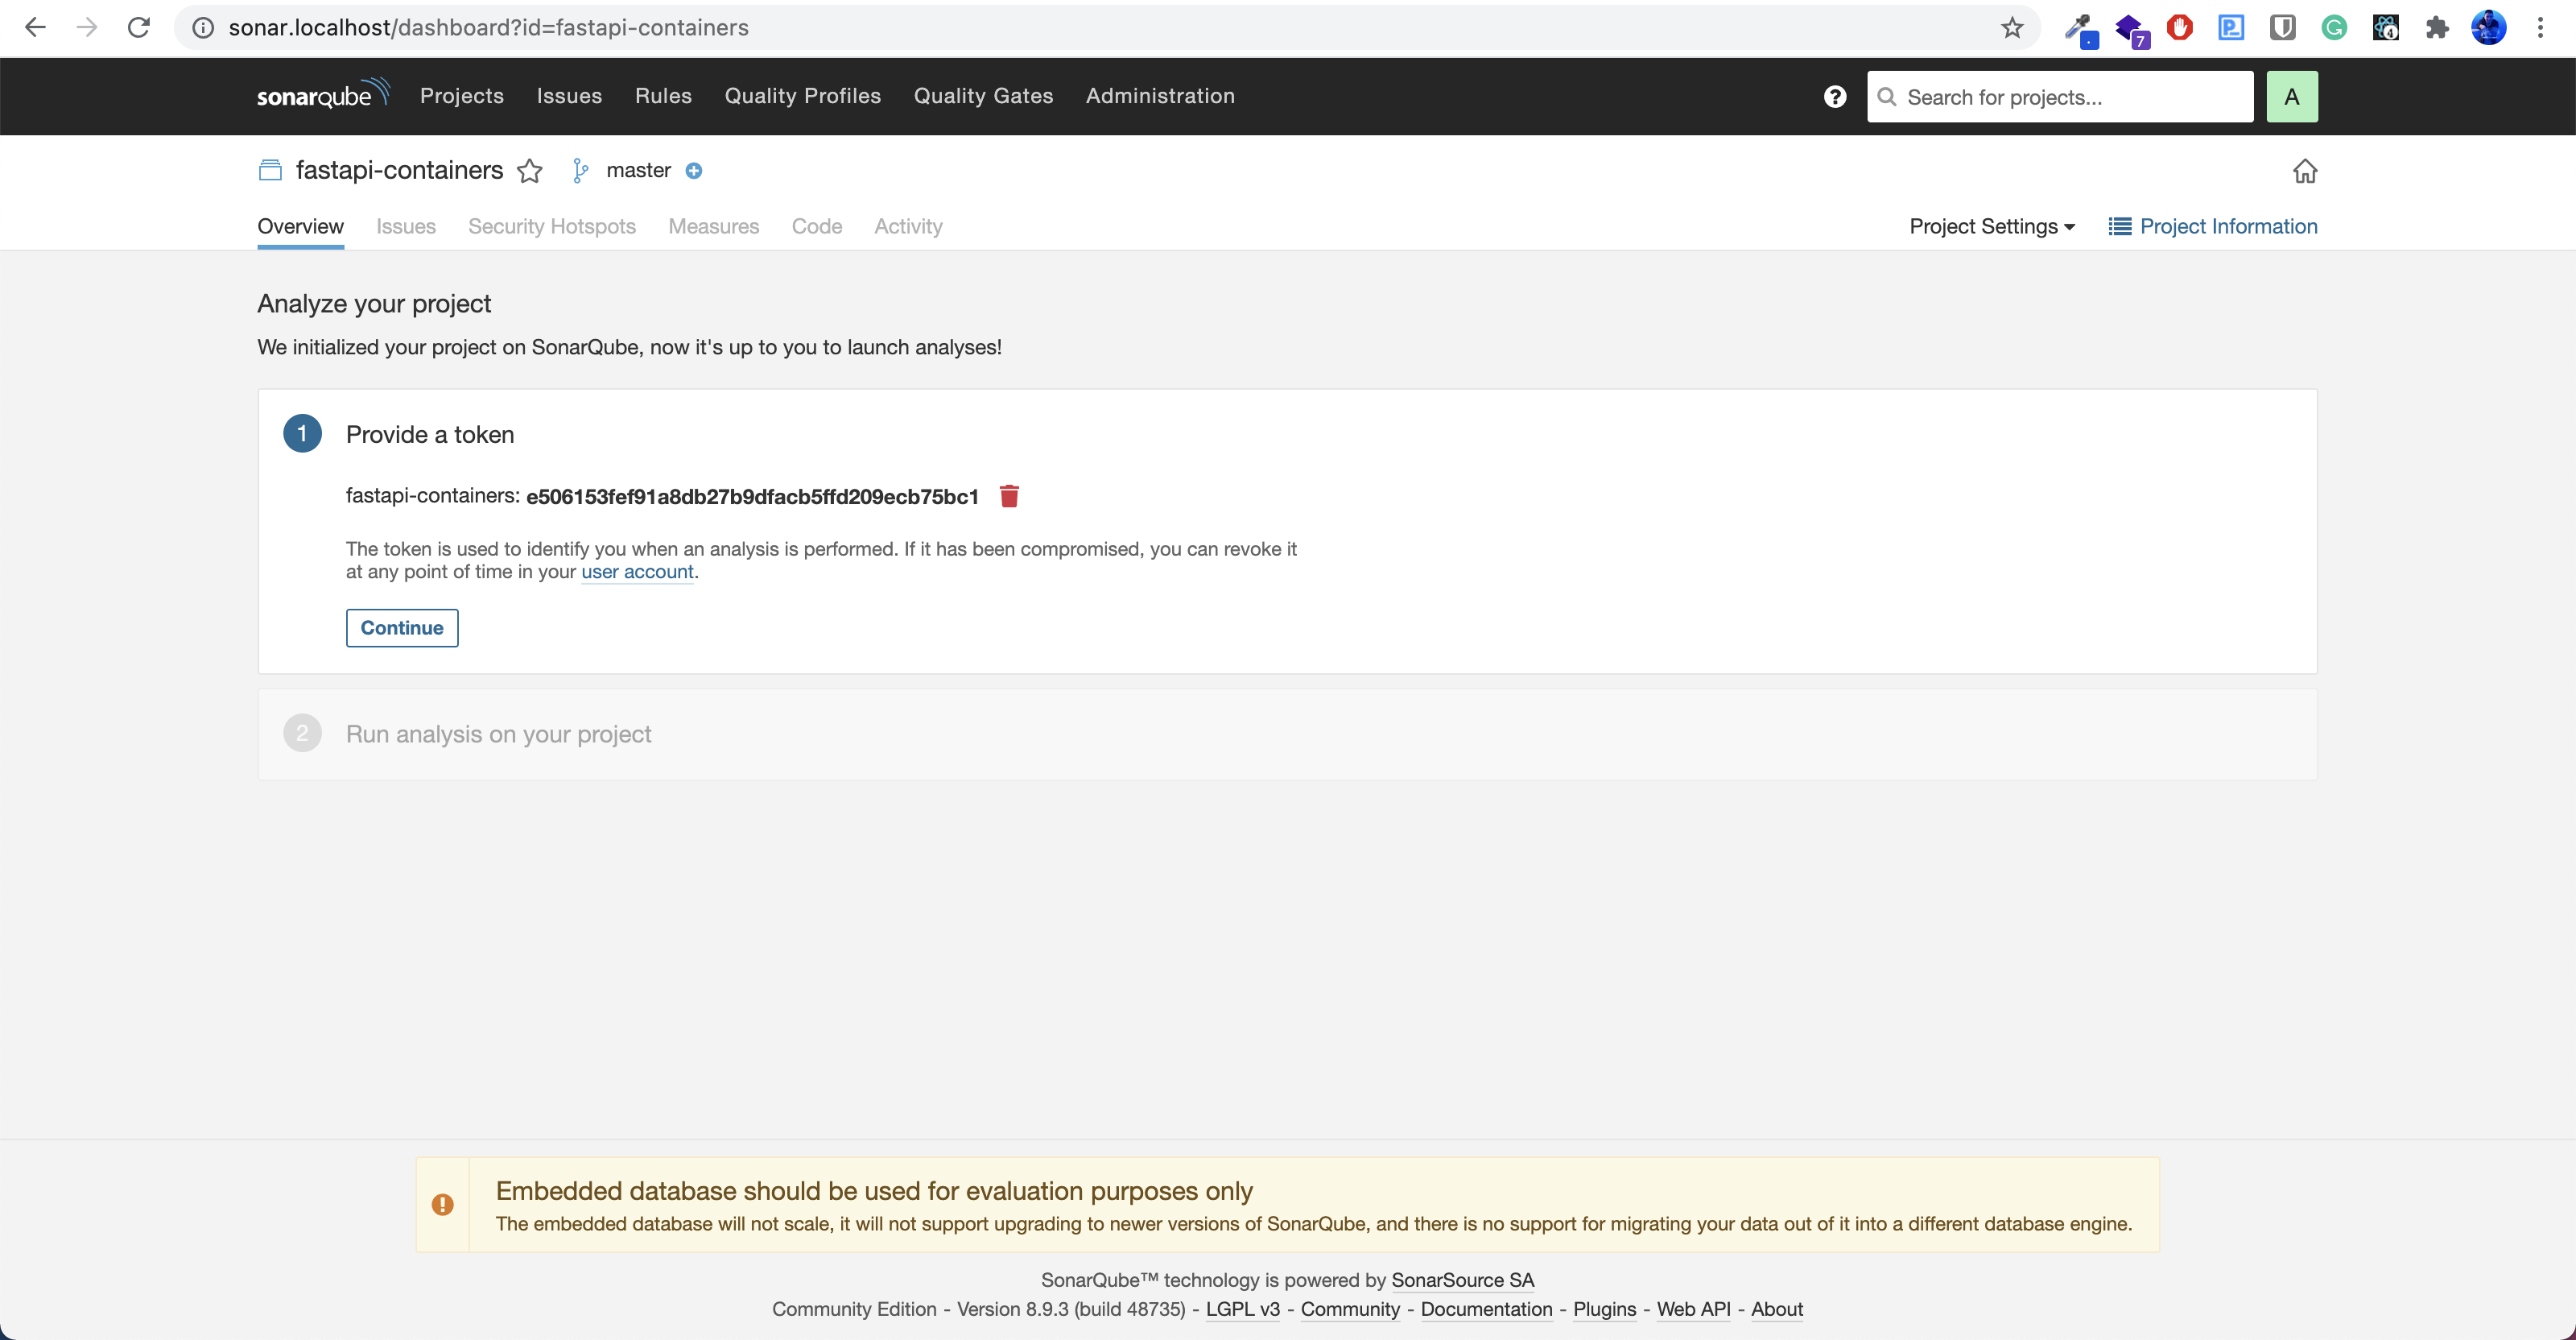 sonar.localhost/dashboard?id=fastapi-containers
7
4
sonarqube Projects Issues Rules Quality Profiles Quality Gates Administration
Search for projects...
A
fastapi-containers master
Overview Issues Security Hotspots Measures Code Activity Project Settings Project Information
Analyze your project
We initialized your project on SonarQube, now it's up to you to launch analyses!
1 Provide a token
fastapi-containers: e506153fef91a8db27b9dfacb5ffd209ecb75bc1
The token is used to identify you when an analysis is performed. If it has been compromised, you can revoke it
at any point of time in your user account.
Continue
2 Run analysis on your project
Embedded database should be used for evaluation purposes only
The embedded database will not scale, it will not support upgrading to newer versions of SonarQube, and there is no support for migrating your data out of it into a different database engine.
SonarQube™ technology is powered by SonarSource SA
Community Edition - Version 8.9.3 (build 48735) - LGPL v3 - Community - Documentation - Plugins - Web API - About